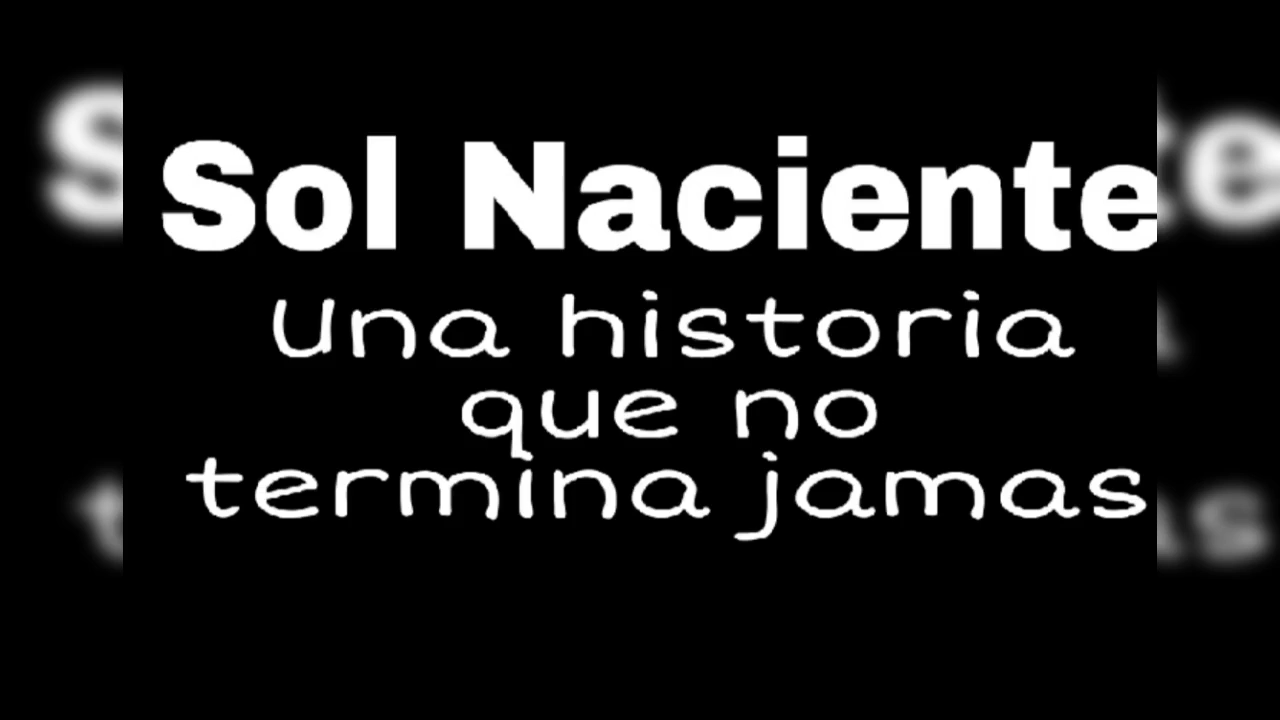 Sol Naciente
Una historia
que no
termina jamas